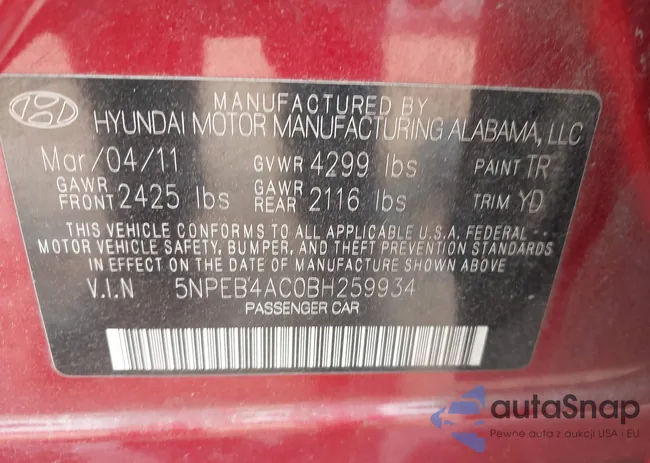 MANUFACTURED BY
HYUNDAI MOTOR MANUFACTURING ALABAMA, LLC
Mar/04/11 GVWR 4299 lbs PAINT TR
GAWR FRONT 2425 lbs GAWR REAR 2116 lbs TRIM YD
THIS VEHICLE CONFORMS TO ALL APPLICABLE U.S.A. FEDERAL
MOTOR VEHICLE SAFETY, BUMPER, AND THEFT PREVENTION STANDARDS
IN EFFECT ON THE DATE OF MANUFACTURE SHOWN ABOVE
V.I.N 5NPEB4AC0BH259934
PASSENGER CAR
autaSnap
Pewne auta z aukcji USA - EU